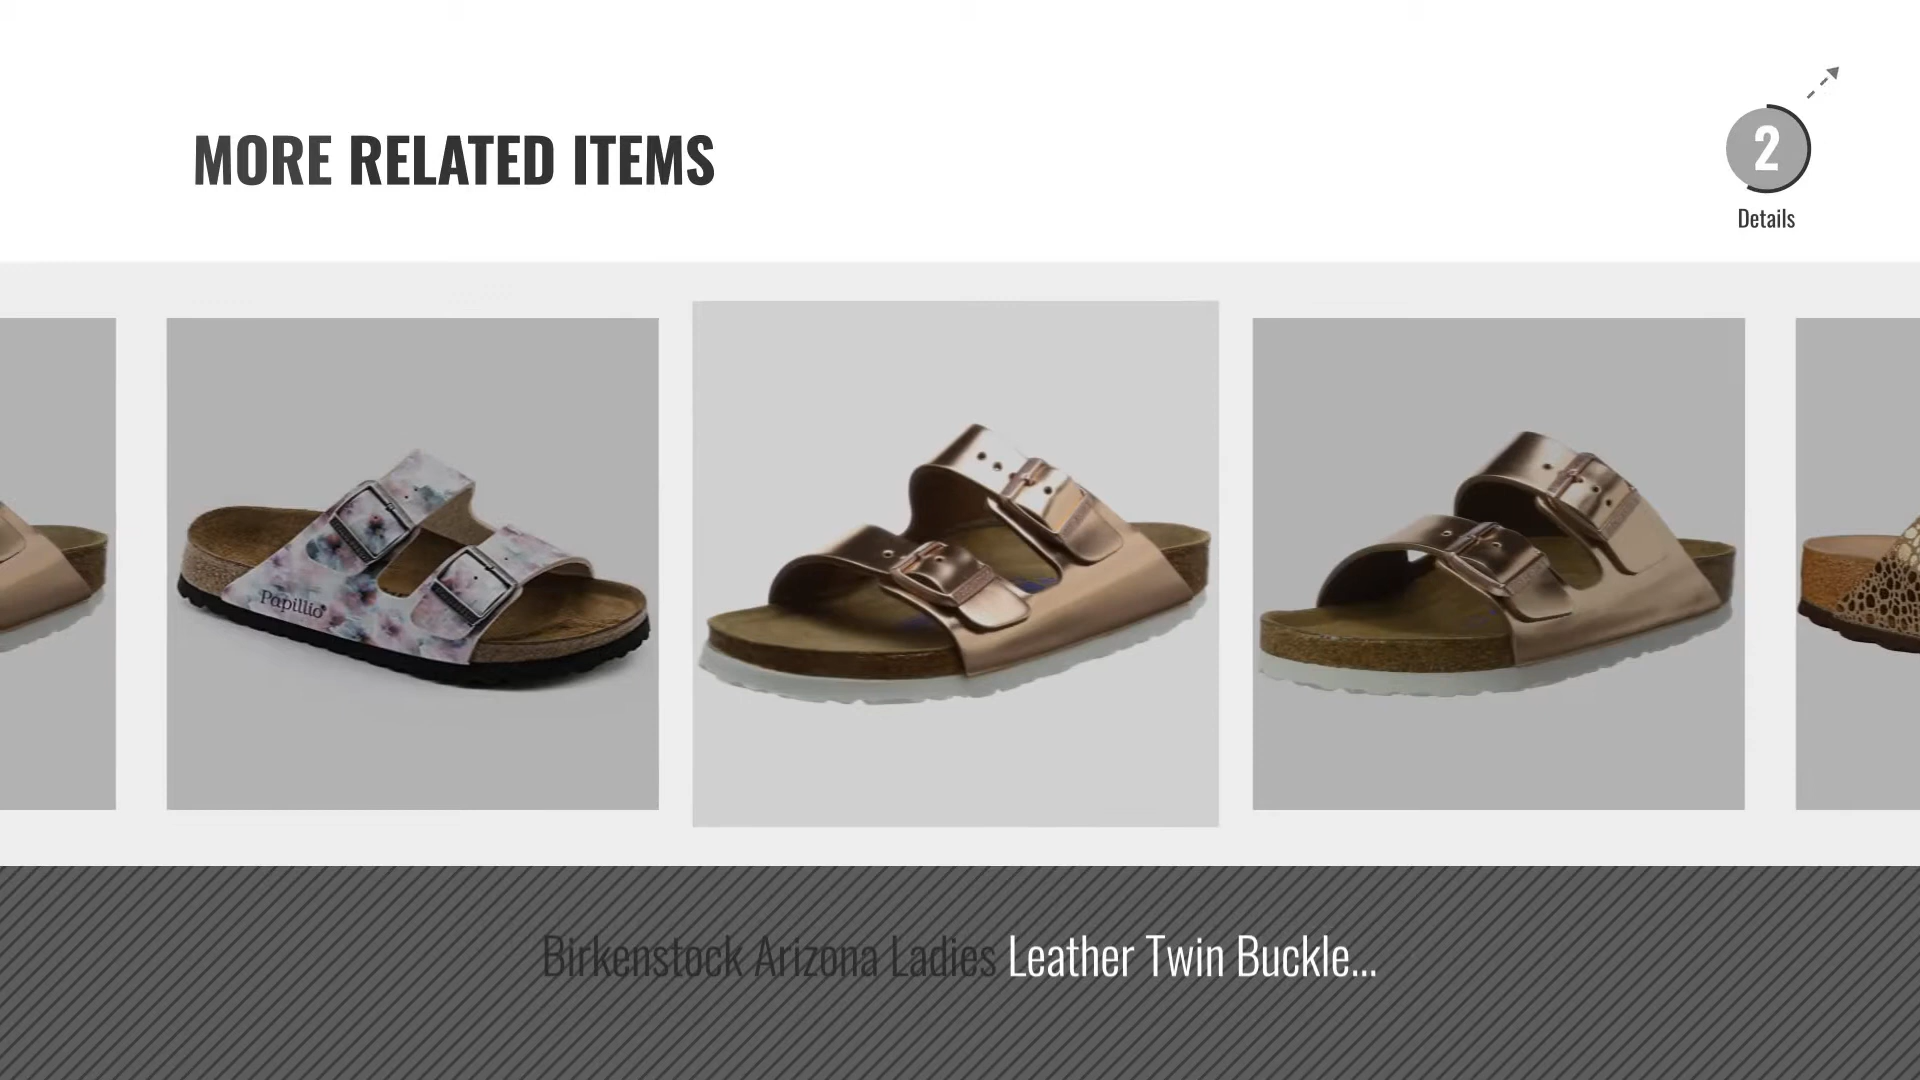 MORE RELATED ITEMS
2
Details
Papillio
Birkenstock Arizona Ladies Leather Twin Buckle...